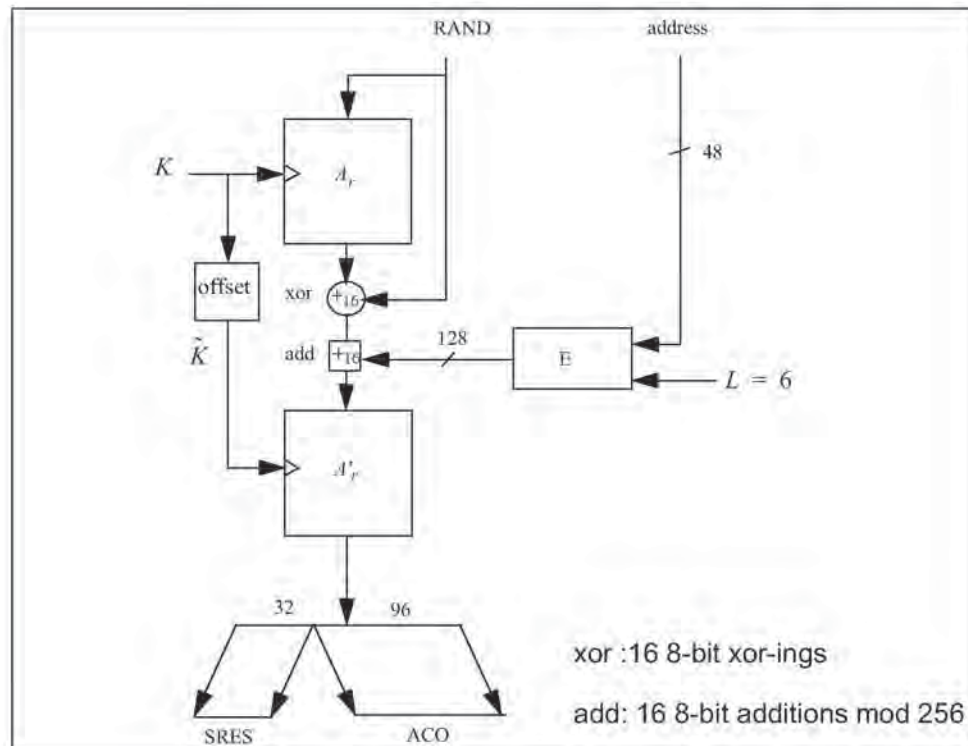 RAND address
48
K
A_r
offset
xor +16
128
K̃
add +16
E
L = 6
A'_r
32 96
xor :16 8-bit xor-ings
add: 16 8-bit additions mod 256
SRES ACO